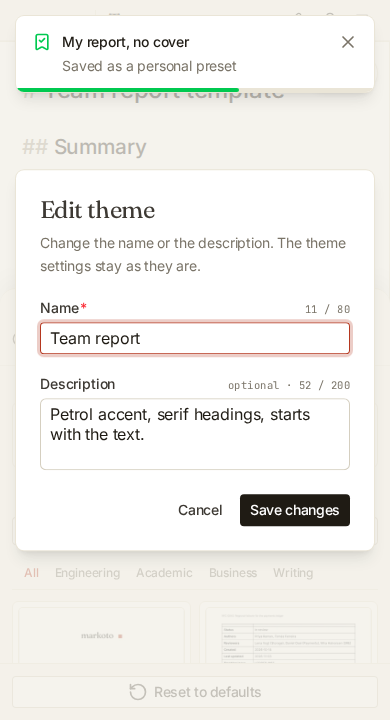 My report, no cover
Saved as a personal preset
# Team report template
## Summary
Edit theme
Change the name or the description. The theme
settings stay as they are.
Name*
11 / 80
Team report
Description
optional · 52 / 200
Petrol accent, serif headings, starts
with the text.
Cancel
Save changes
All
Engineering
Academic
Business
Writing
markoto
Reset to defaults